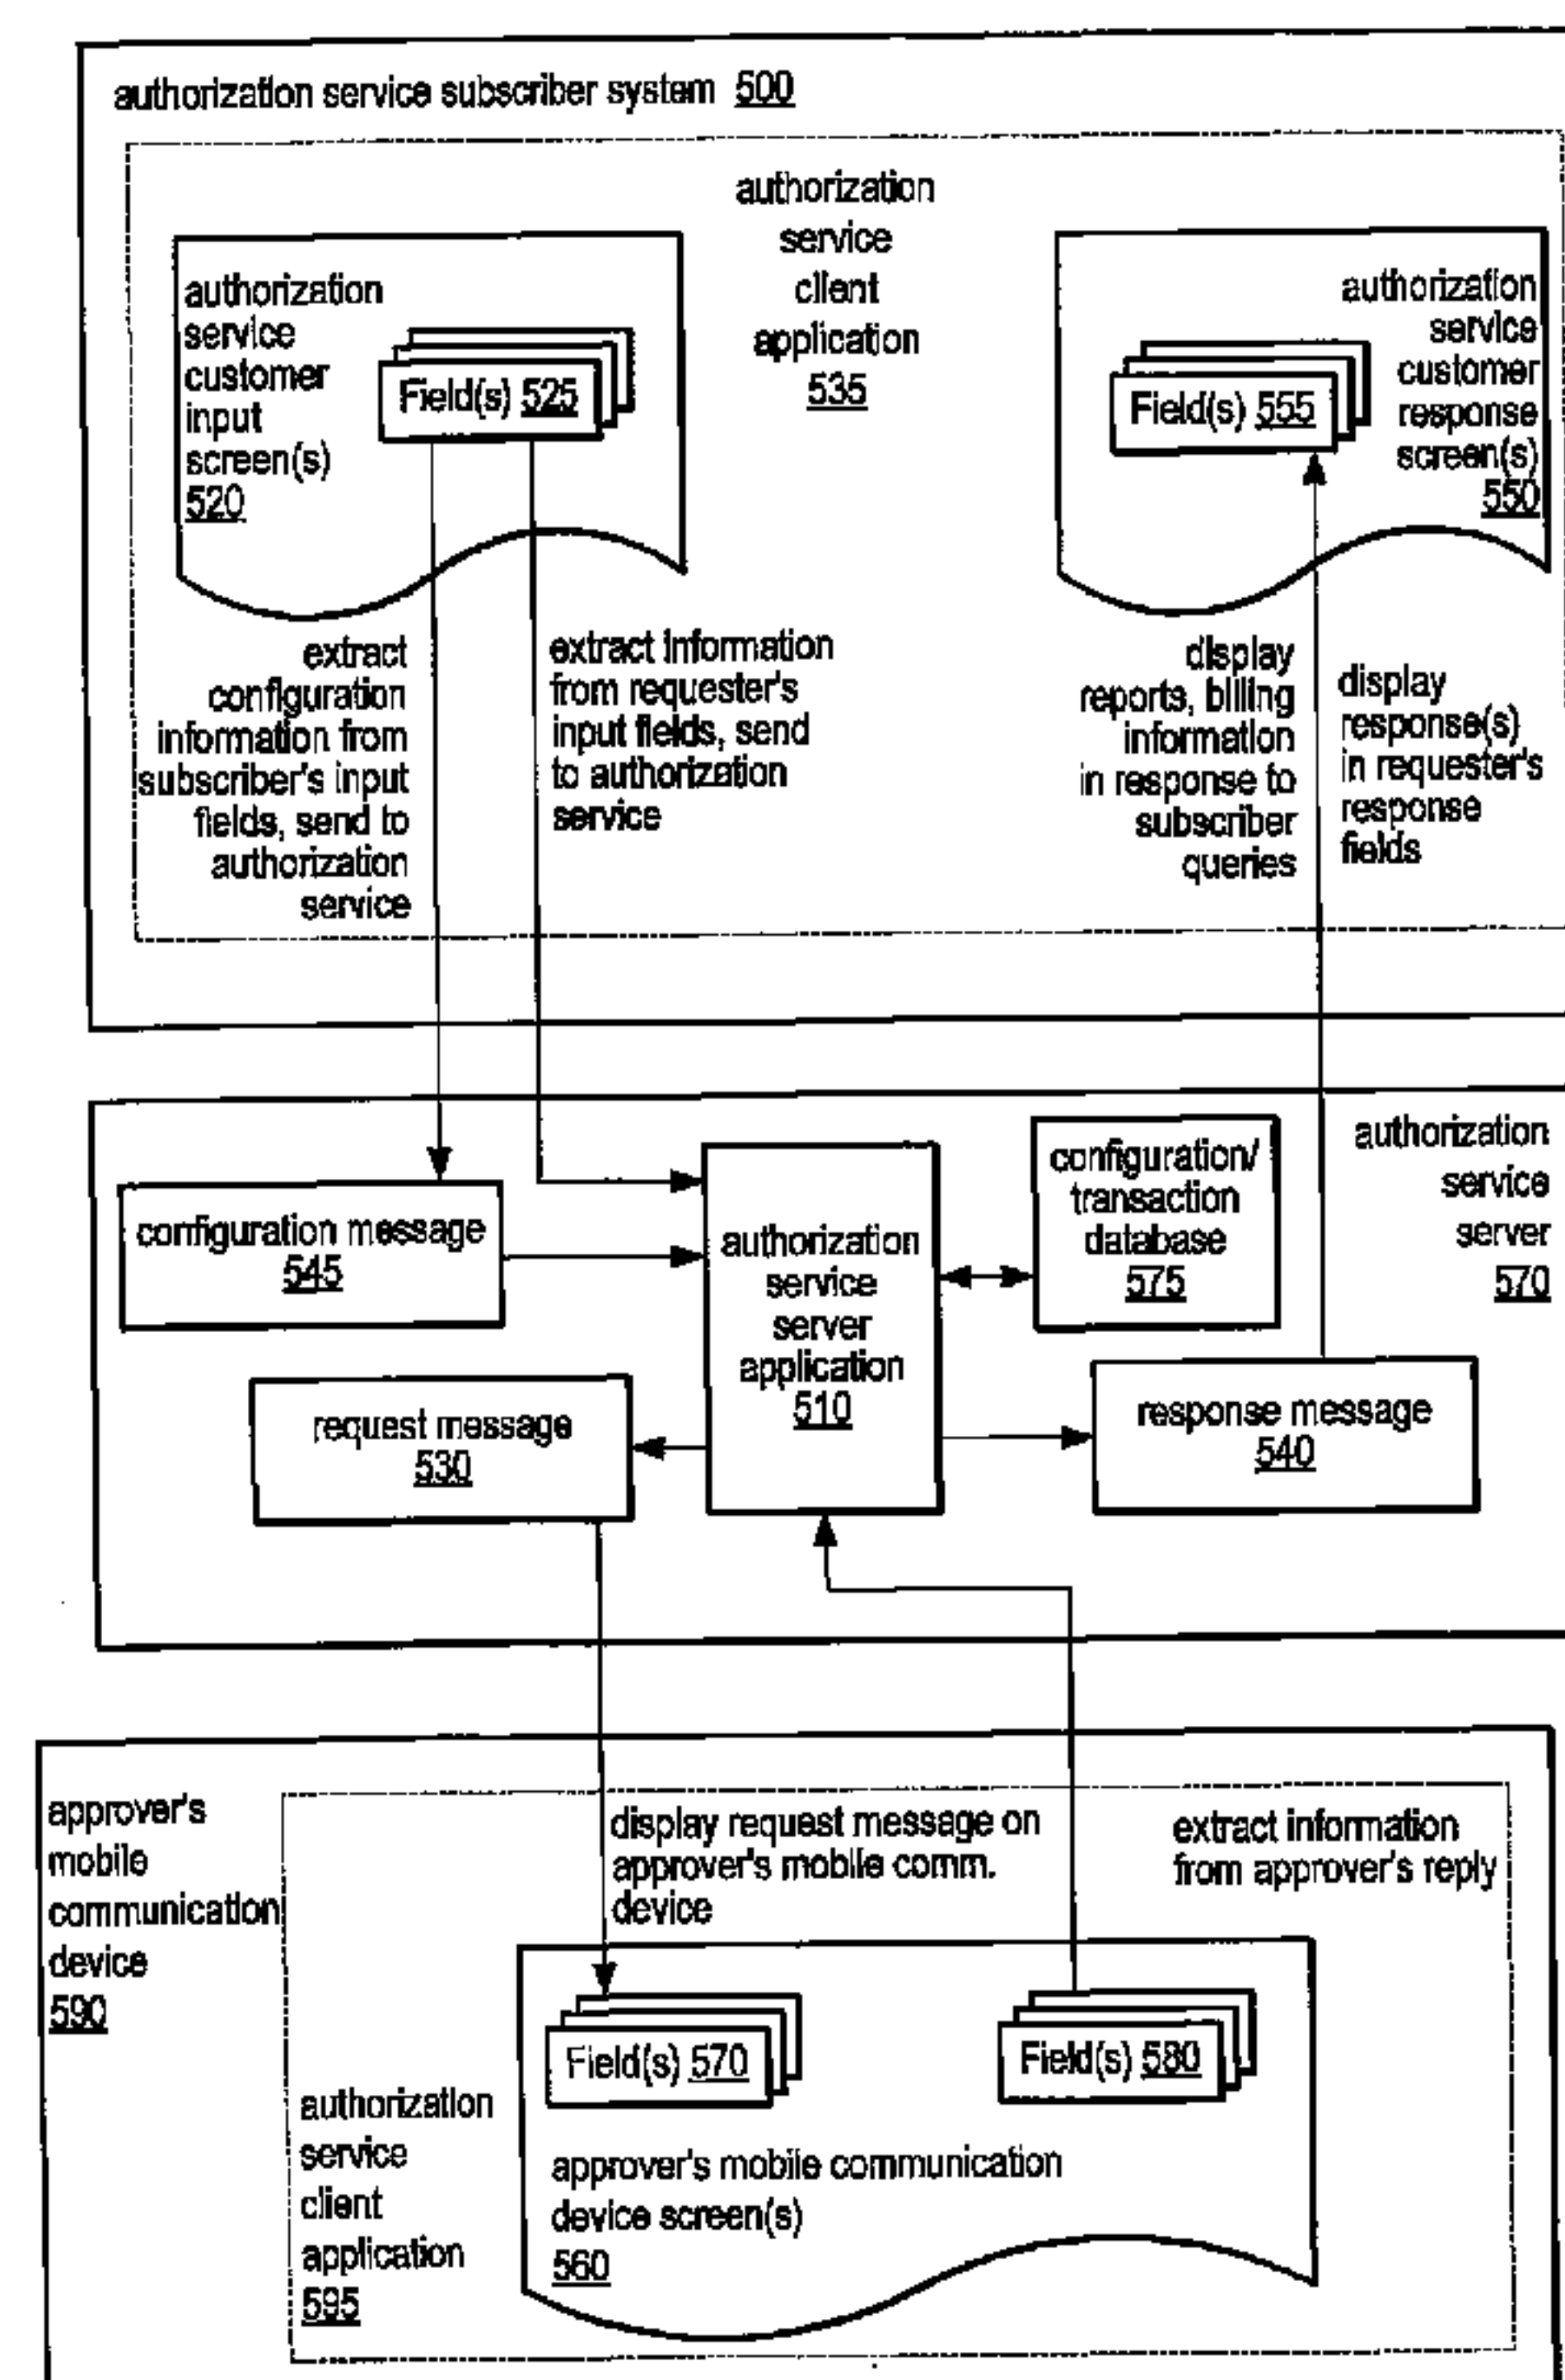 authorization service subscriber system 500
authorization
service
client
application
535
authorization
service
customer
input
screen(s)
520
Field(s) 525
Field(s) 555
authorization
service
customer
response
screen(s)
550
extract
configuration
information from
subscriber's input
fields, send to
authorization
service
extract information
from requester's
input fields, send
to authorization
service
display
reports, billing
information
in response to
subscriber
queries
display
response(s)
in requester's
response
fields
configuration message
545
authorization
service
server
application
510
configuration/
transaction
database
575
authorization
service
server
570
request message
530
response message
540
approver's
mobile
communication
device
590
display request message on
approver's mobile comm.
device
extract information
from approver's reply
Field(s) 570
Field(s) 580
authorization
service
client
application
595
approver's mobile communication
device screen(s)
560